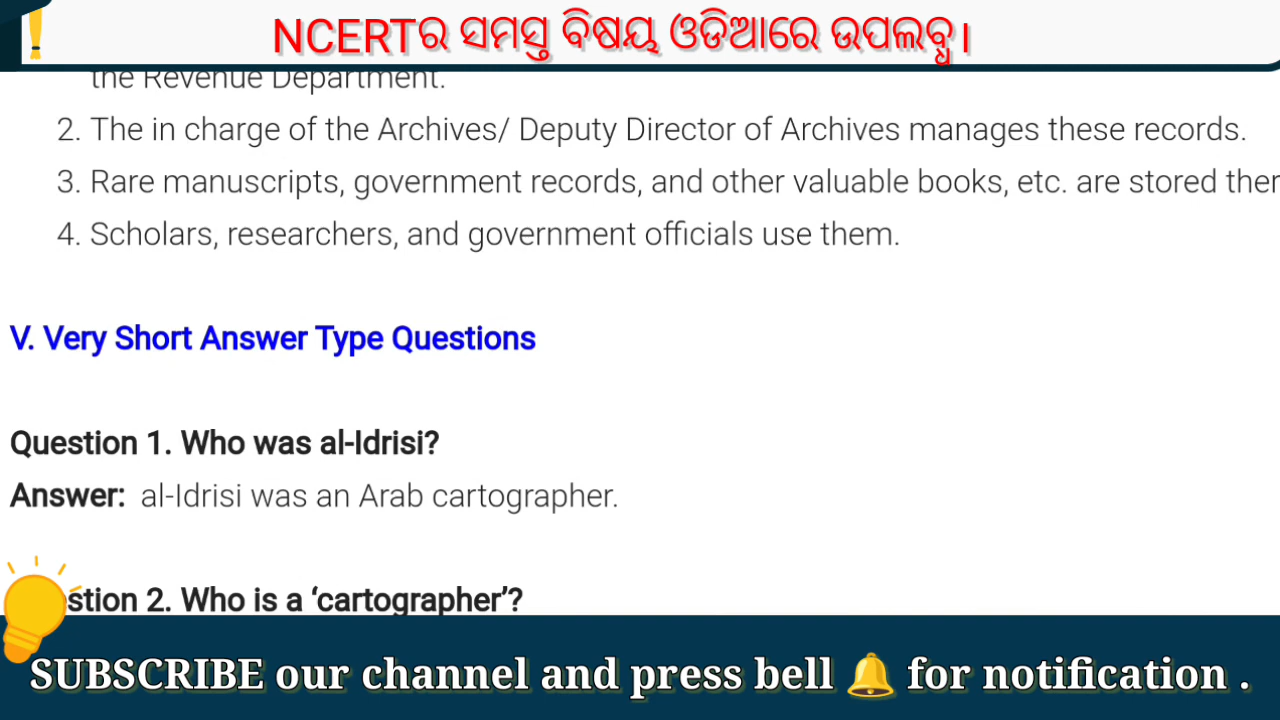 NCERTର ସମସ୍ତ ବିଷୟ ଓଡିଆରେ ଉପଲବ୍ଧ।
the Revenue Department.
2. The in charge of the Archives/ Deputy Director of Archives manages these records.
3. Rare manuscripts, government records, and other valuable books, etc. are stored
4. Scholars, researchers, and government officials use them.
V. Very Short Answer Type Questions
Question 1. Who was al-Idrisi?
Answer: al-Idrisi was an Arab cartographer.
stion 2. Who is a ‘cartographer’?
SUBSCRIBE our channel and press bell 🔔 for notification .